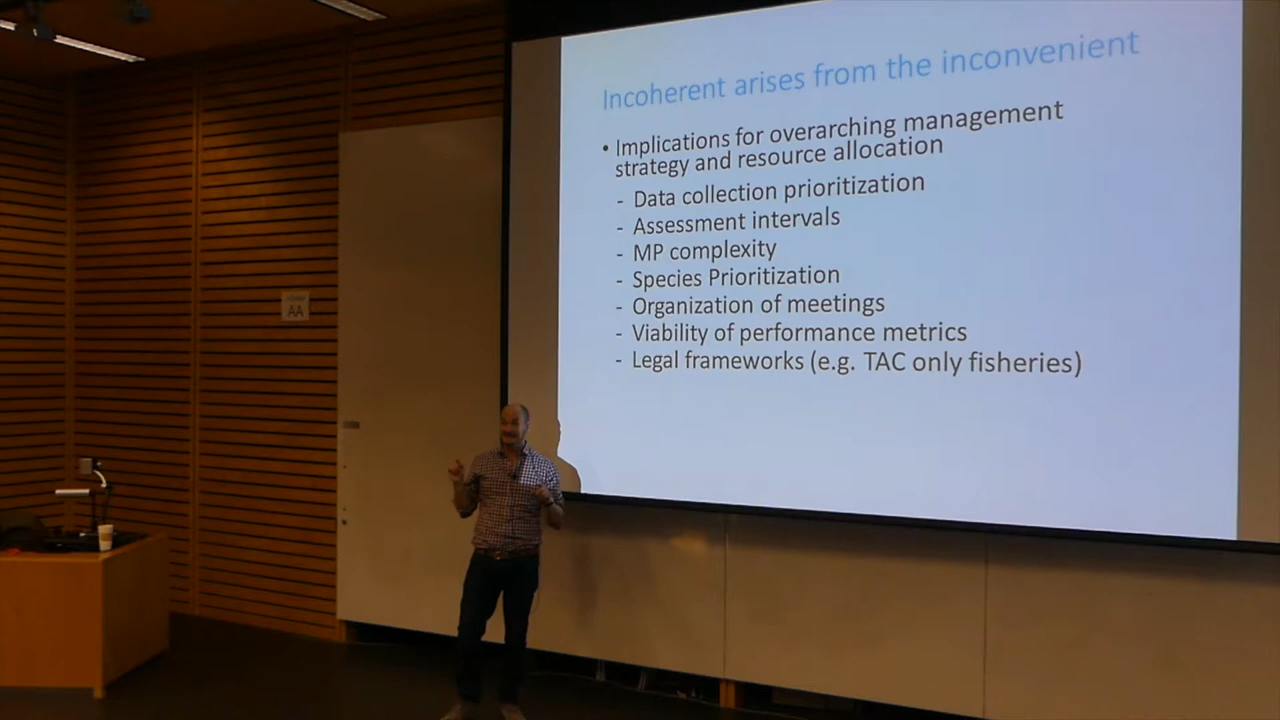 Incoherent arises from the inconvenient
• Implications for overarching management
strategy and resource allocation
- Data collection prioritization
- Assessment intervals
- MP complexity
- Species Prioritization
- Organization of meetings
- Viability of performance metrics
- Legal frameworks (e.g. TAC only fisheries)
AA